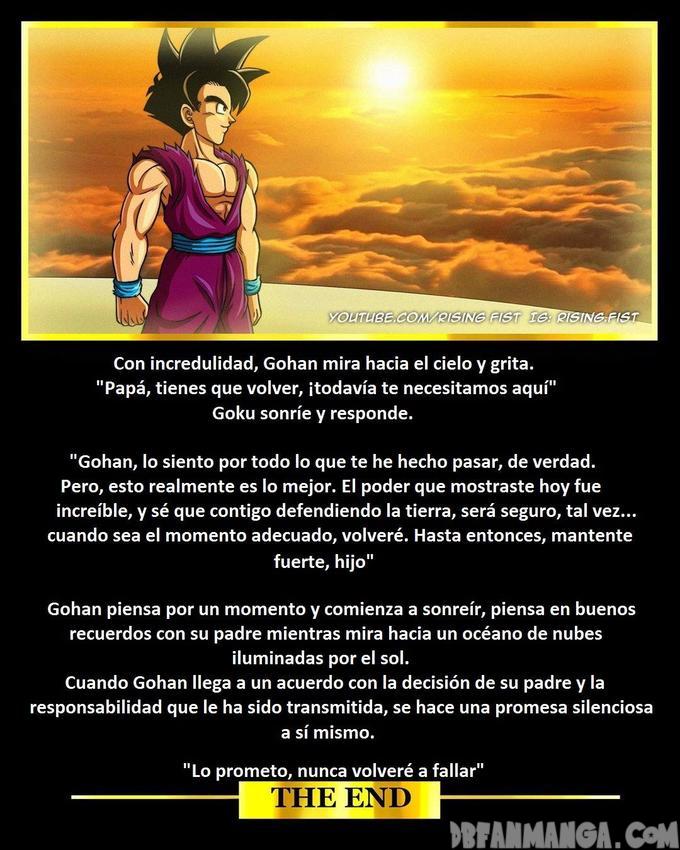 YOUTUBE.COM/RISING FIST IG: RISING.FIST
Con incredulidad, Gohan mira hacia el cielo y grita.
"Papá, tienes que volver, ¡todavía te necesitamos aquí"
Goku sonríe y responde.
"Gohan, lo siento por todo lo que te he hecho pasar, de verdad.
Pero, esto realmente es lo mejor. El poder que mostraste hoy fue
increíble, y sé que contigo defendiendo la tierra, será seguro, tal vez...
cuando sea el momento adecuado, volveré. Hasta entonces, mantente
fuerte, hijo"
Gohan piensa por un momento y comienza a sonreír, piensa en buenos
recuerdos con su padre mientras mira hacia un océano de nubes
iluminadas por el sol.
Cuando Gohan llega a un acuerdo con la decisión de su padre y la
responsabilidad que le ha sido transmitida, se hace una promesa silenciosa
a sí mismo.
"Lo prometo, nunca volveré a fallar"
THE END
DBFANMANGA.COM